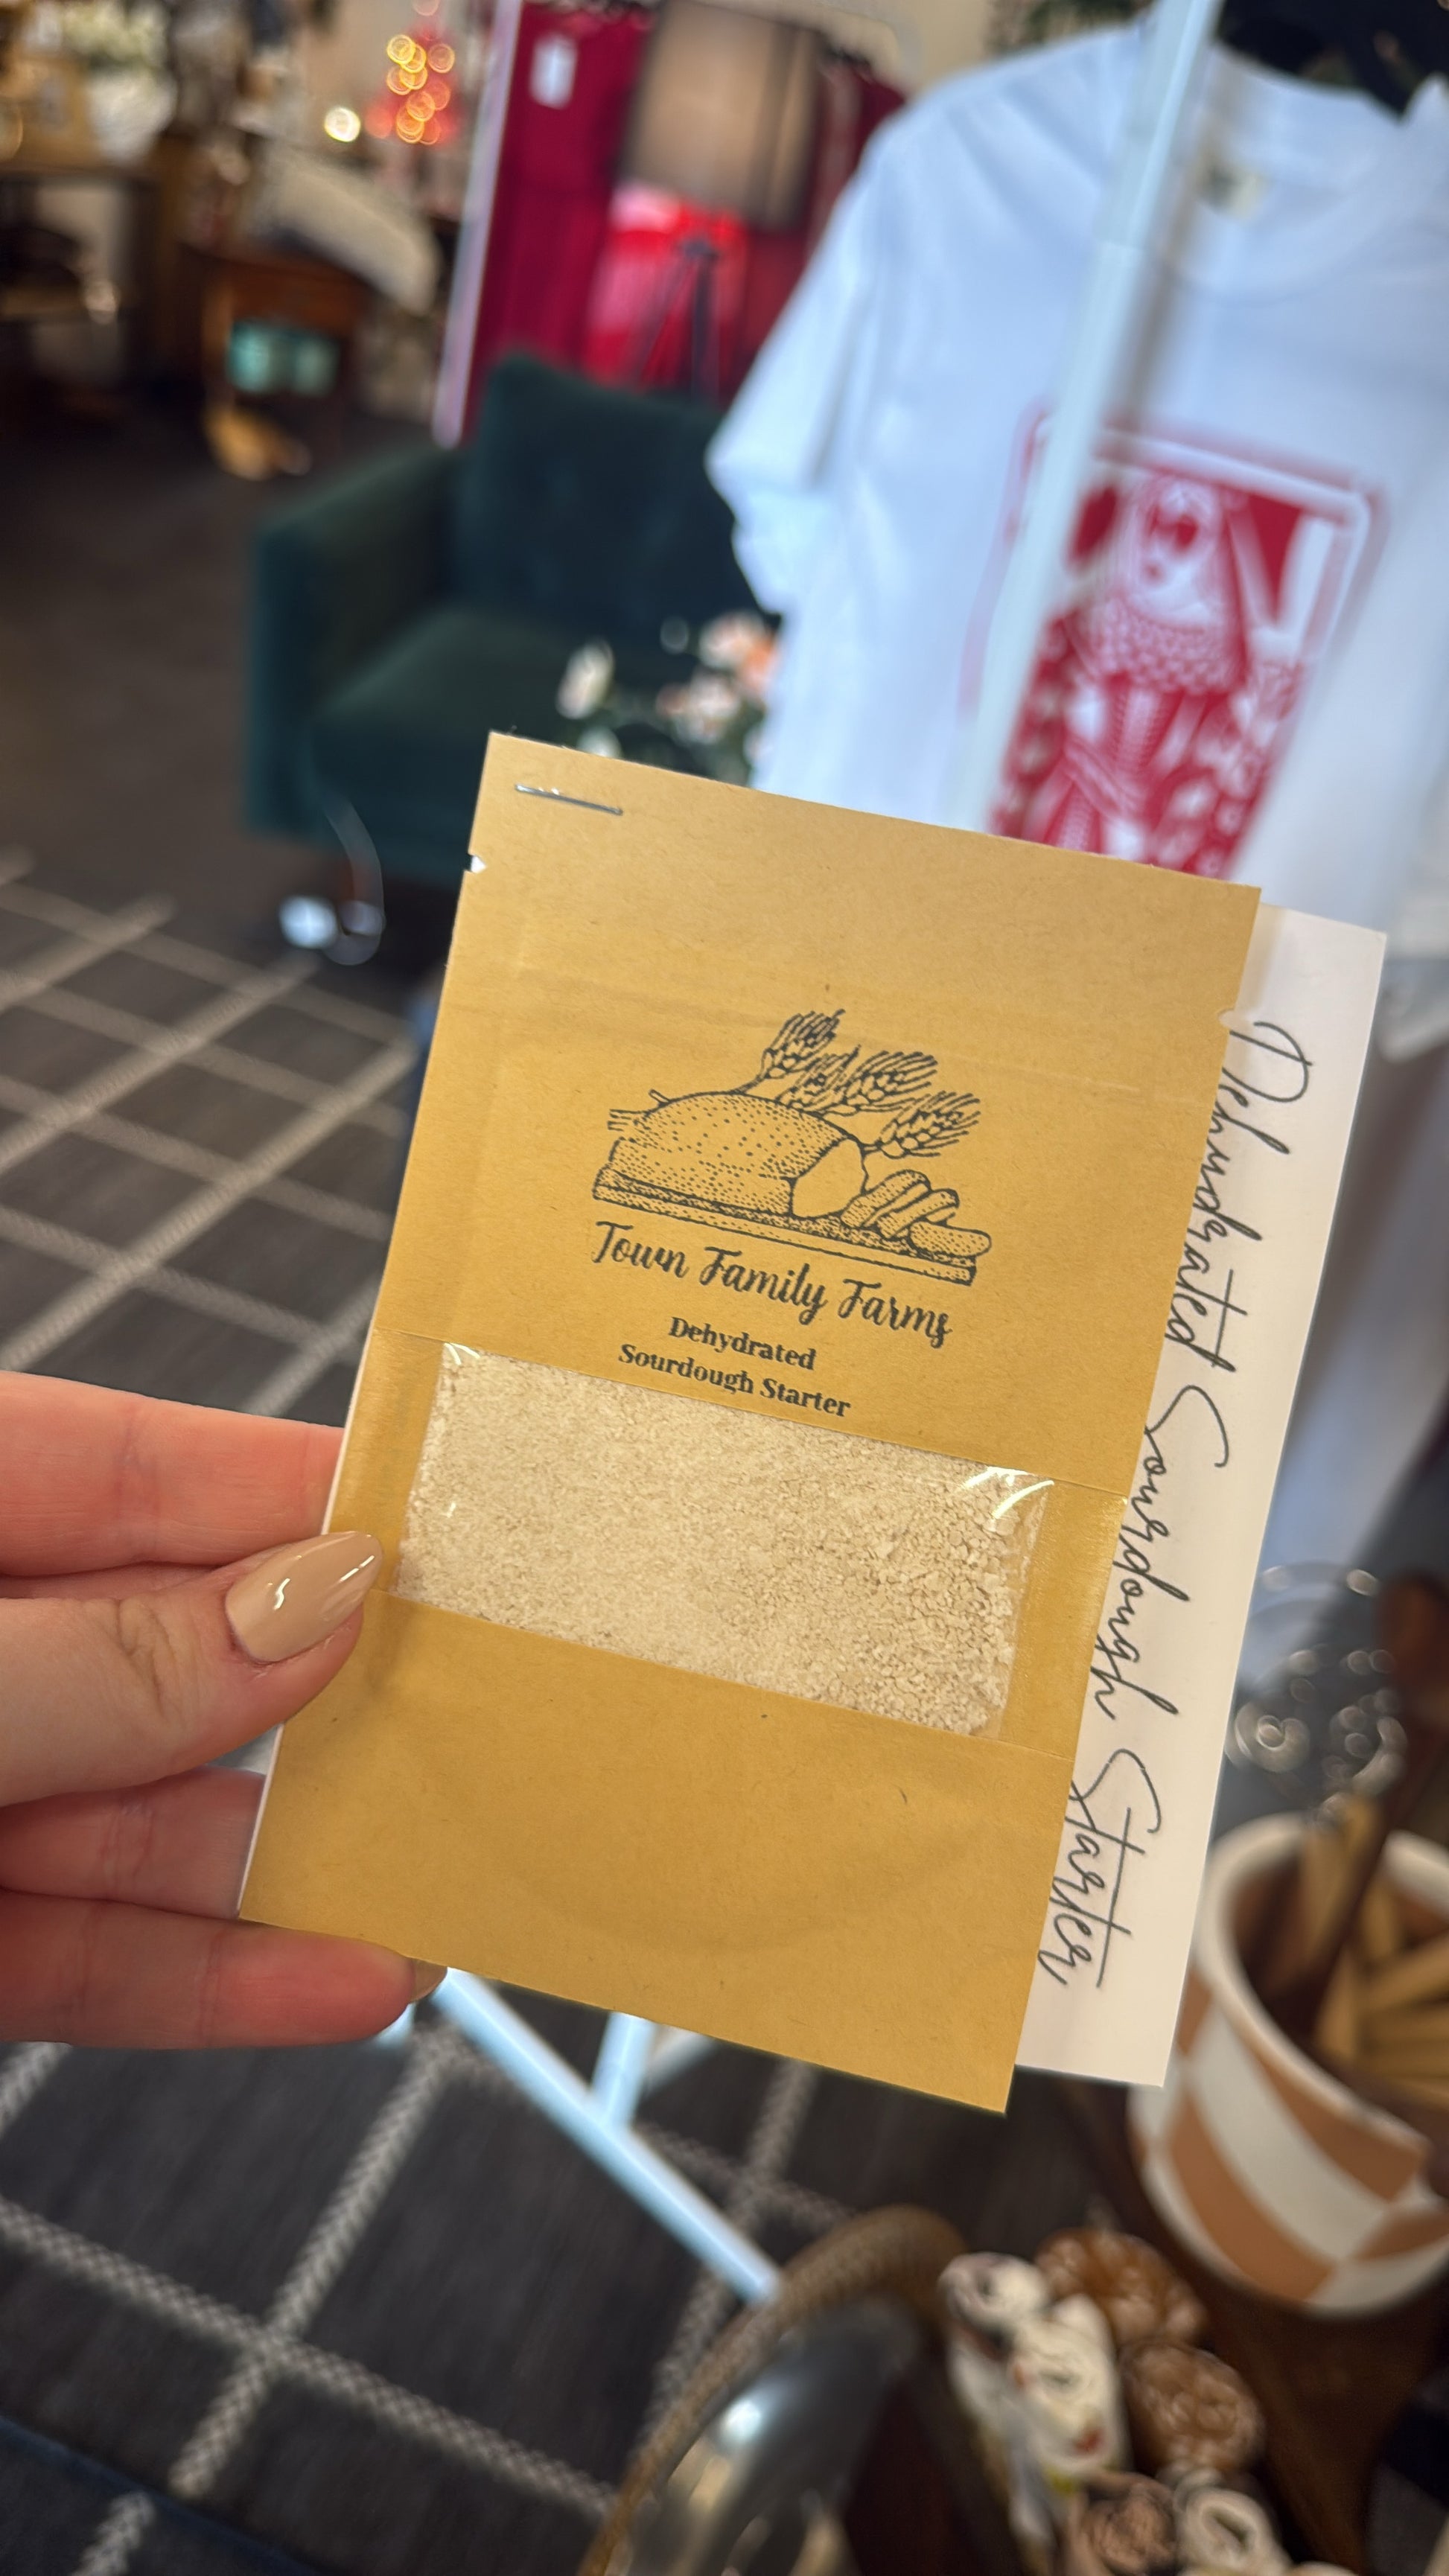 Town Family Farms
Dehydrated
Sourdough Starter
Dehydrated Sourdough Starter